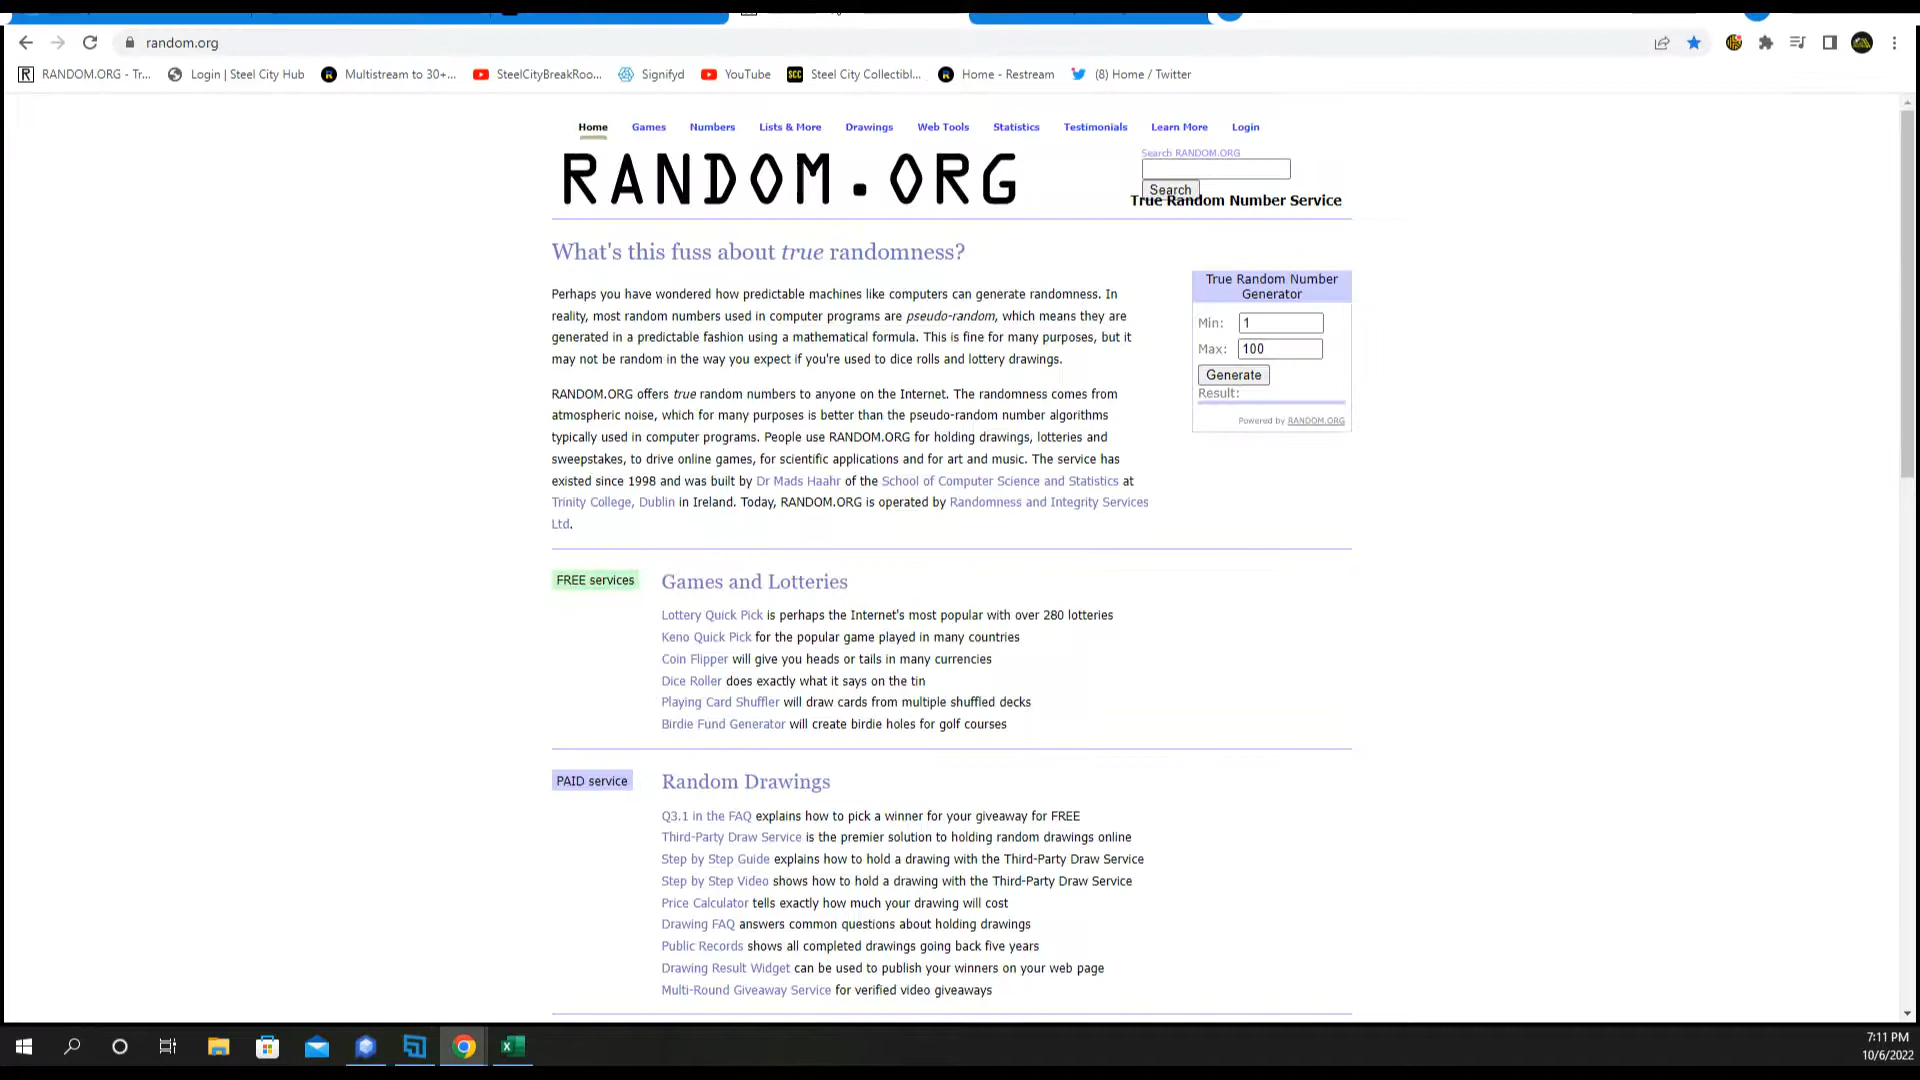 random.org
RANDOM.ORG - Tr... Login | Steel City Hub Multistream to 30+... SteelCityBreakRoo... Signifyd YouTube SCC Steel City Collectibl... Home - Restream (8) Home / Twitter
Home Games Numbers Lists & More Drawings Web Tools Statistics Testimonials Learn More Login
RANDOM.ORG
Search RANDOM.ORG
Search
True Random Number Service
What's this fuss about true randomness?
Perhaps you have wondered how predictable machines like computers can generate randomness. In
reality, most random numbers used in computer programs are pseudo-random, which means they are
generated in a predictable fashion using a mathematical formula. This is fine for many purposes, but it
may not be random in the way you expect if you're used to dice rolls and lottery drawings.
RANDOM.ORG offers true random numbers to anyone on the Internet. The randomness comes from
atmospheric noise, which for many purposes is better than the pseudo-random number algorithms
typically used in computer programs. People use RANDOM.ORG for holding drawings, lotteries and
sweepstakes, to drive online games, for scientific applications and for art and music. The service has
existed since 1998 and was built by Dr Mads Haahr of the School of Computer Science and Statistics at
Trinity College, Dublin in Ireland. Today, RANDOM.ORG is operated by Randomness and Integrity Services
Ltd.
True Random Number
Generator
Min: 1
Max: 100
Generate
Result:
Powered by RANDOM.ORG
FREE services
Games and Lotteries
Lottery Quick Pick is perhaps the Internet's most popular with over 280 lotteries
Keno Quick Pick for the popular game played in many countries
Coin Flipper will give you heads or tails in many currencies
Dice Roller does exactly what it says on the tin
Playing Card Shuffler will draw cards from multiple shuffled decks
Birdie Fund Generator will create birdie holes for golf courses
PAID service
Random Drawings
Q3.1 in the FAQ explains how to pick a winner for your giveaway for FREE
Third-Party Draw Service is the premier solution to holding random drawings online
Step by Step Guide explains how to hold a drawing with the Third-Party Draw Service
Step by Step Video shows how to hold a drawing with the Third-Party Draw Service
Price Calculator tells exactly how much your drawing will cost
Drawing FAQ answers common questions about holding drawings
Public Records shows all completed drawings going back five years
Drawing Result Widget can be used to publish your winners on your web page
Multi-Round Giveaway Service for verified video giveaways
7:11 PM
10/6/2022